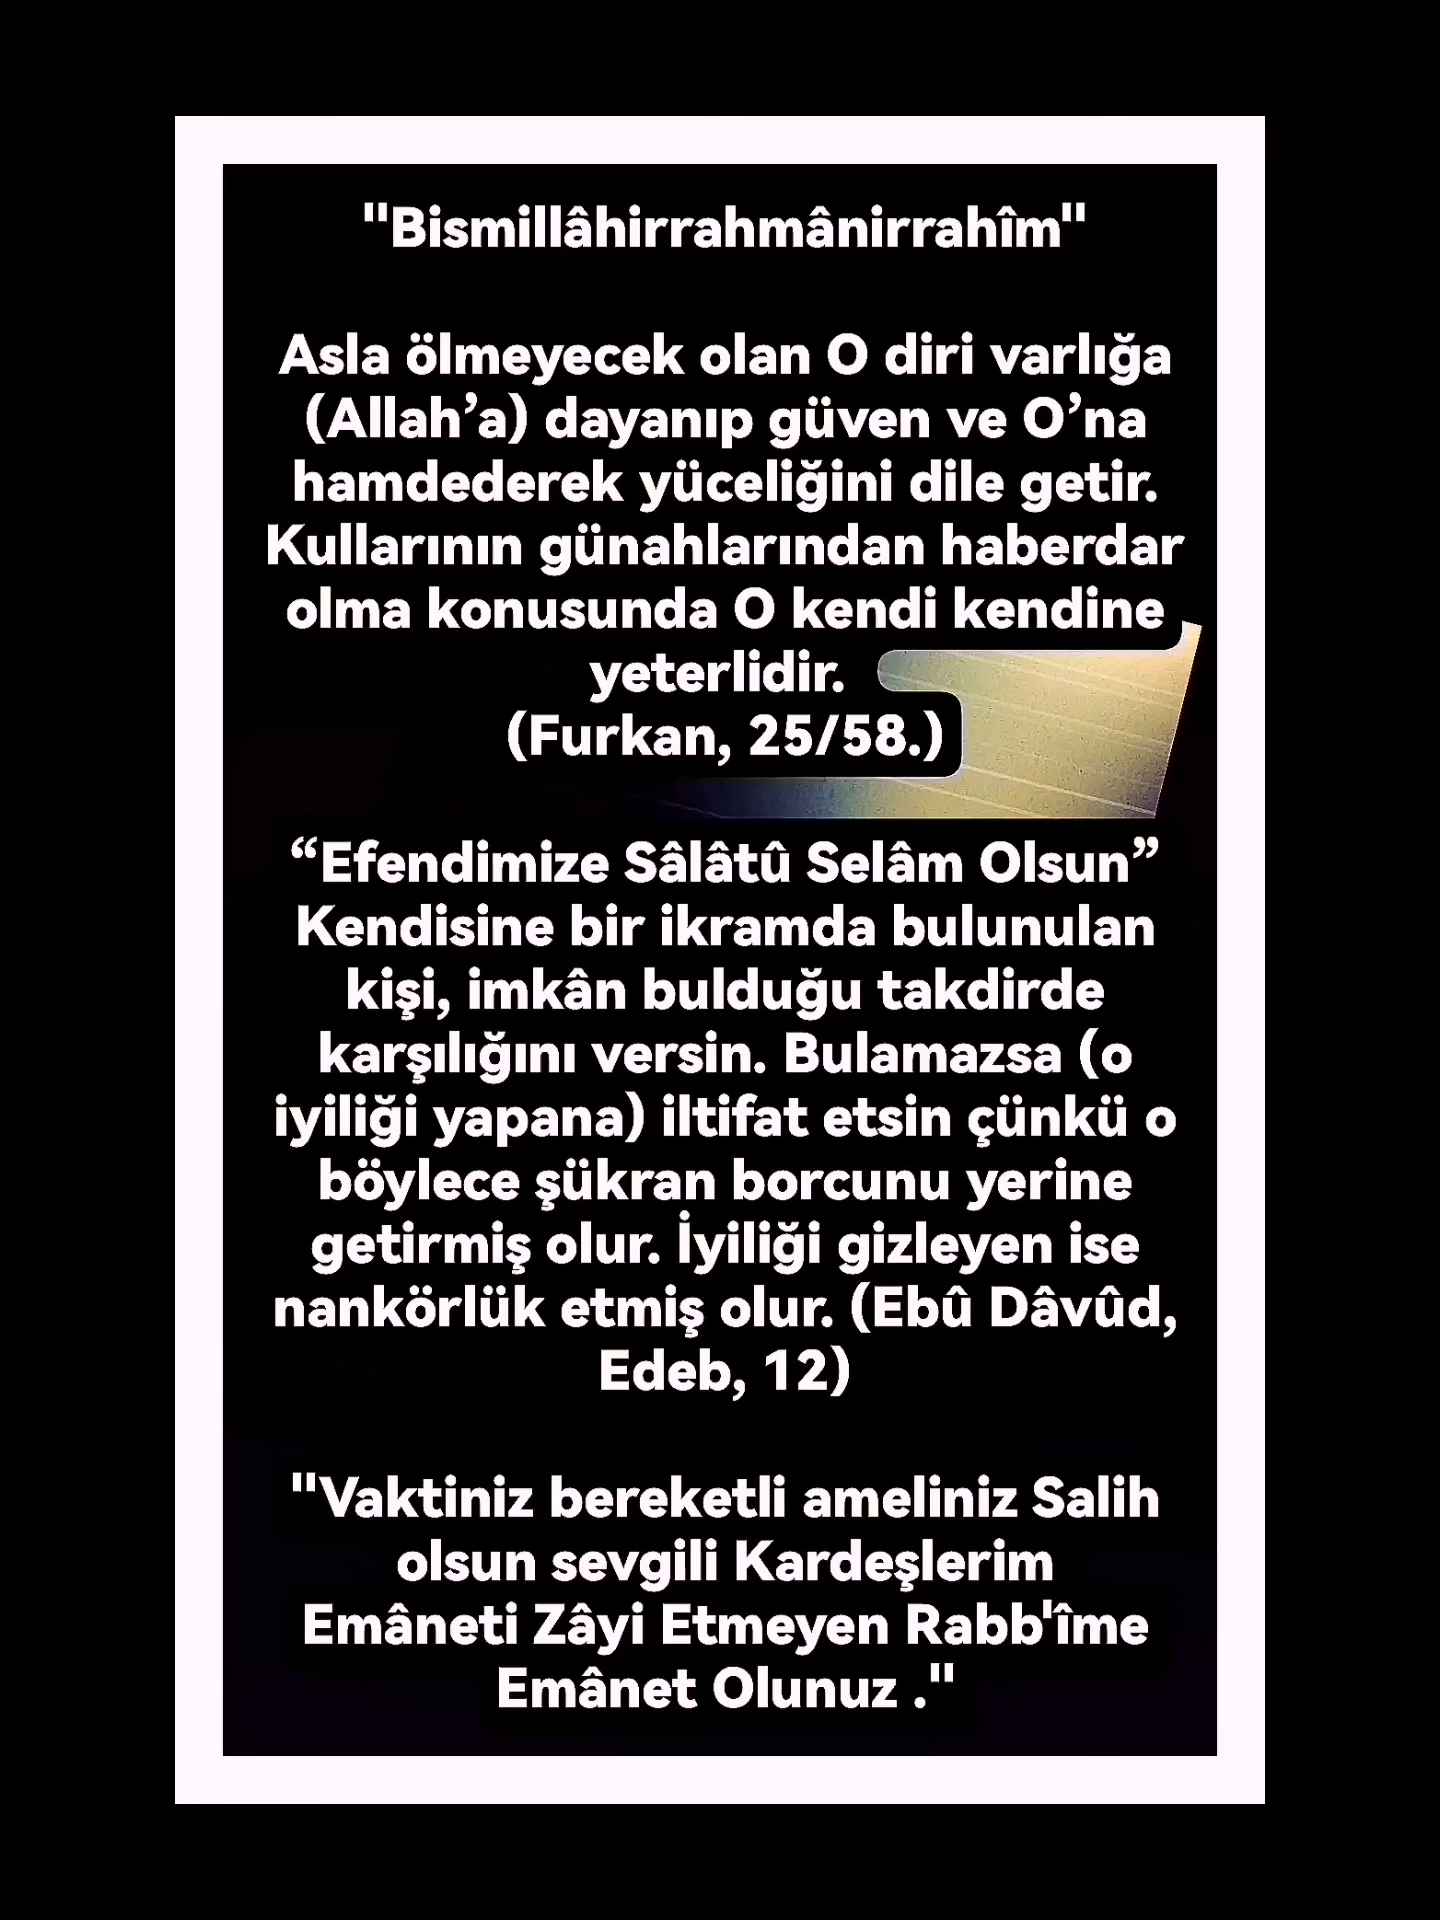 "Bismillâhirrahmânirrahîm"
Asla ölmeyecek olan O diri varlığa
(Allah’a) dayanıp güven ve O’na
hamdederek yüceliğini dile getir.
Kullarının günahlarından haberdar
olma konusunda O kendi kendine
yeterlidir.
(Furkan, 25/58.)
“Efendimize Sâlâtû Selâm Olsun”
Kendisine bir ikramda bulunulan
kişi, imkân bulduğu takdirde
karşılığını versin. Bulamazsa (o
iyiliği yapana) iltifat etsin çünkü o
böylece şükran borcunu yerine
getirmiş olur. İyiliği gizleyen ise
nankörlük etmiş olur. (Ebû Dâvûd,
Edeb, 12)
"Vaktiniz bereketli ameliniz Salih
olsun sevgili Kardeşlerim
Emâneti Zâyi Etmeyen Rabb'îme
Emânet Olunuz ."